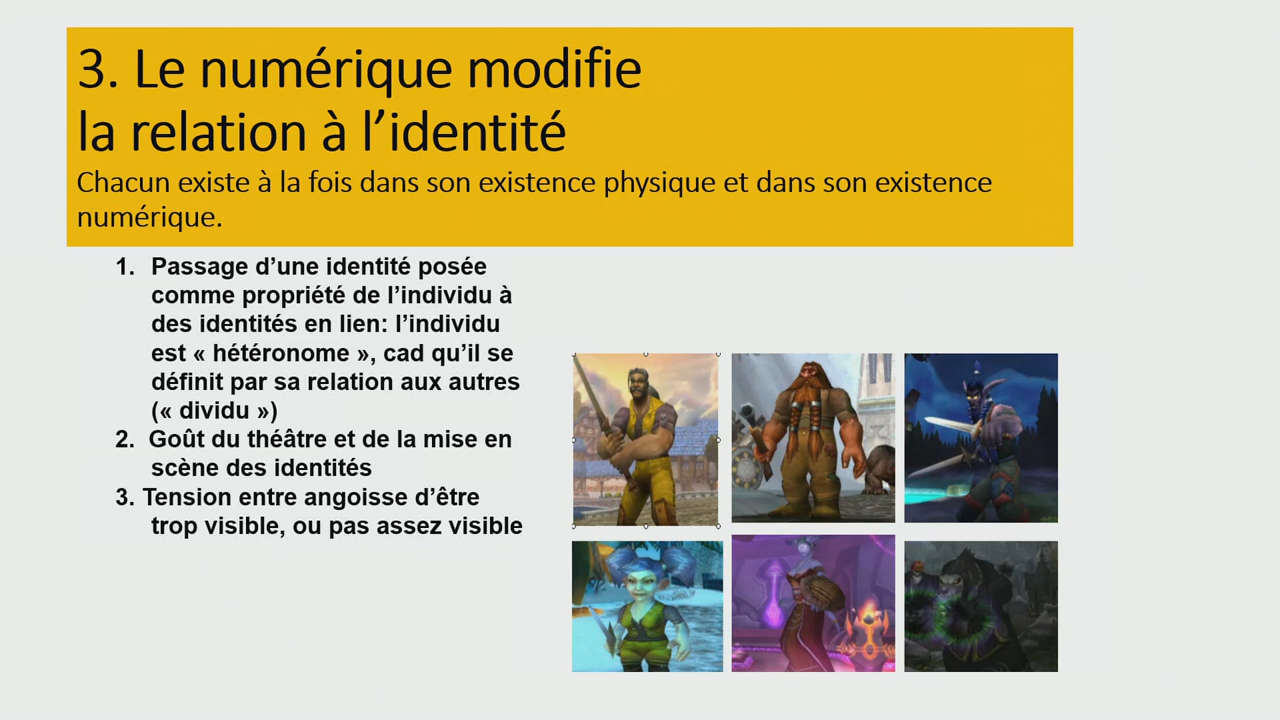 3. Le numérique modifie
la relation à l’identité
Chacun existe à la fois dans son existence physique et dans son existence
numérique.
1. Passage d’une identité posée
comme propriété de l’individu à
des identités en lien: l’individu
est « hétéronome », cad qu’il se
définit par sa relation aux autres
(« dividu »)
2. Goût du théâtre et de la mise en
scène des identités
3. Tension entre angoisse d’être
trop visible, ou pas assez visible